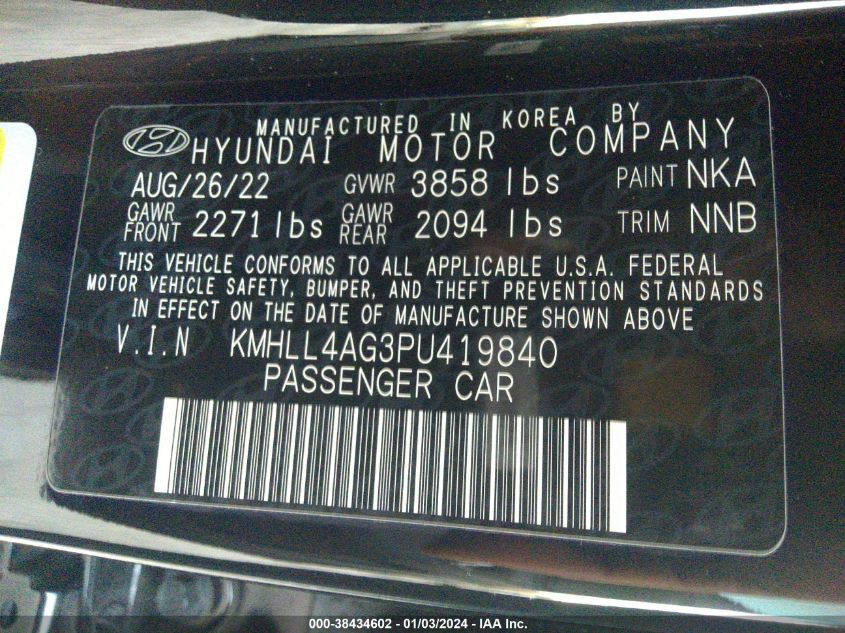 MANUFACTURED IN KOREA BY
HYUNDAI MOTOR COMPANY
AUG/26/22 GVWR 3858 lbs PAINT NKA
GAWR FRONT 2271 lbs GAWR REAR 2094 lbs TRIM NNB
THIS VEHICLE CONFORMS TO ALL APPLICABLE U.S.A. FEDERAL
MOTOR VEHICLE SAFETY, BUMPER, AND THEFT PREVENTION STANDARDS
IN EFFECT ON THE DATE OF MANUFACTURE SHOWN ABOVE
V.I.N KMHLL4AG3PU419840
PASSENGER CAR
000-38434602 - 01/03/2024 - IAA Inc.